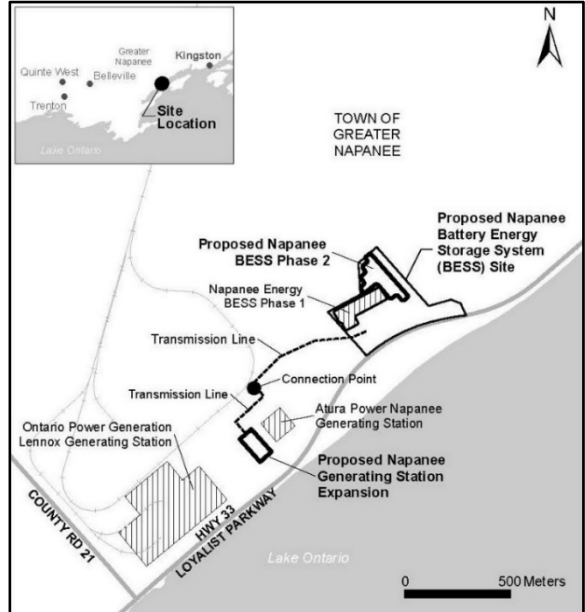 N
Greater
Napanee
Kingston
Quinte West
Belleville
Trenton
Site
Location
Lake Ontario
TOWN OF
GREATER
NAPANEE
Proposed Napanee
Battery Energy
Storage System
(BESS) Site
Proposed Napanee
BESS Phase 2
Napanee Energy
BESS Phase 1
Transmission Line
Connection Point
Transmission Line
Atura Power Napanee
Generating Station
Ontario Power Generation
Lennox Generating Station
Proposed Napanee
Generating Station
Expansion
COUNTY RD 21
HWY 33
LOYALIST PARKWAY
Lake Ontario
0 500 Meters